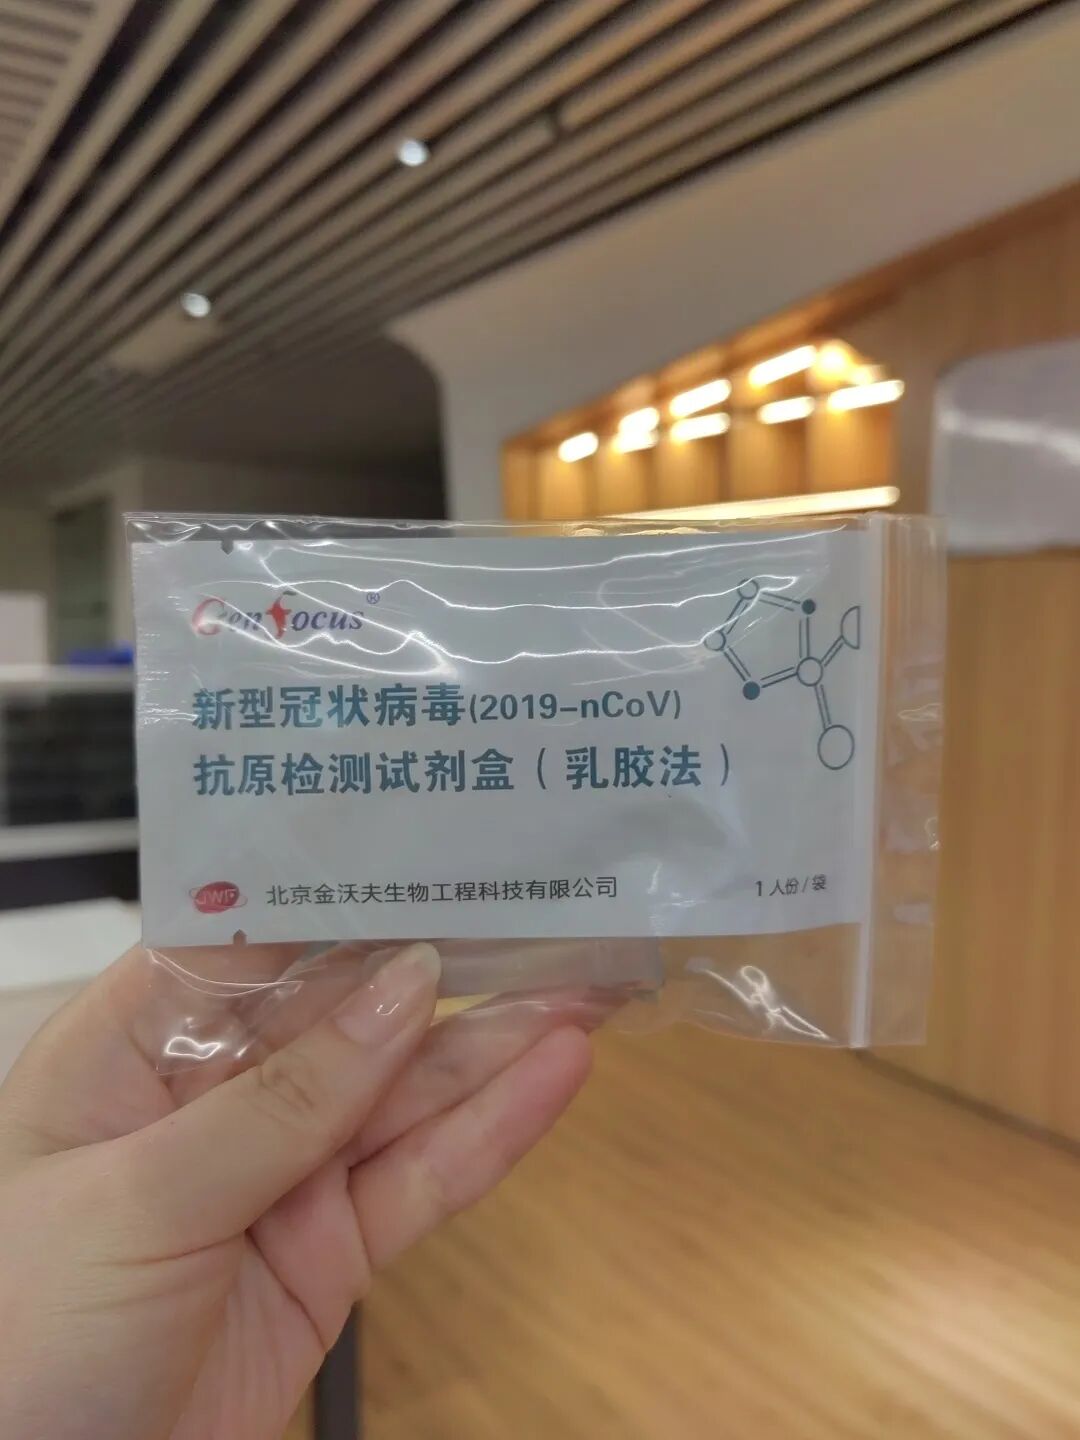 GenFocus®
新型冠状病毒(2019-nCoV)
抗原检测试剂盒（乳胶法）
JWF 北京金沃夫生物工程科技有限公司
1人份/袋